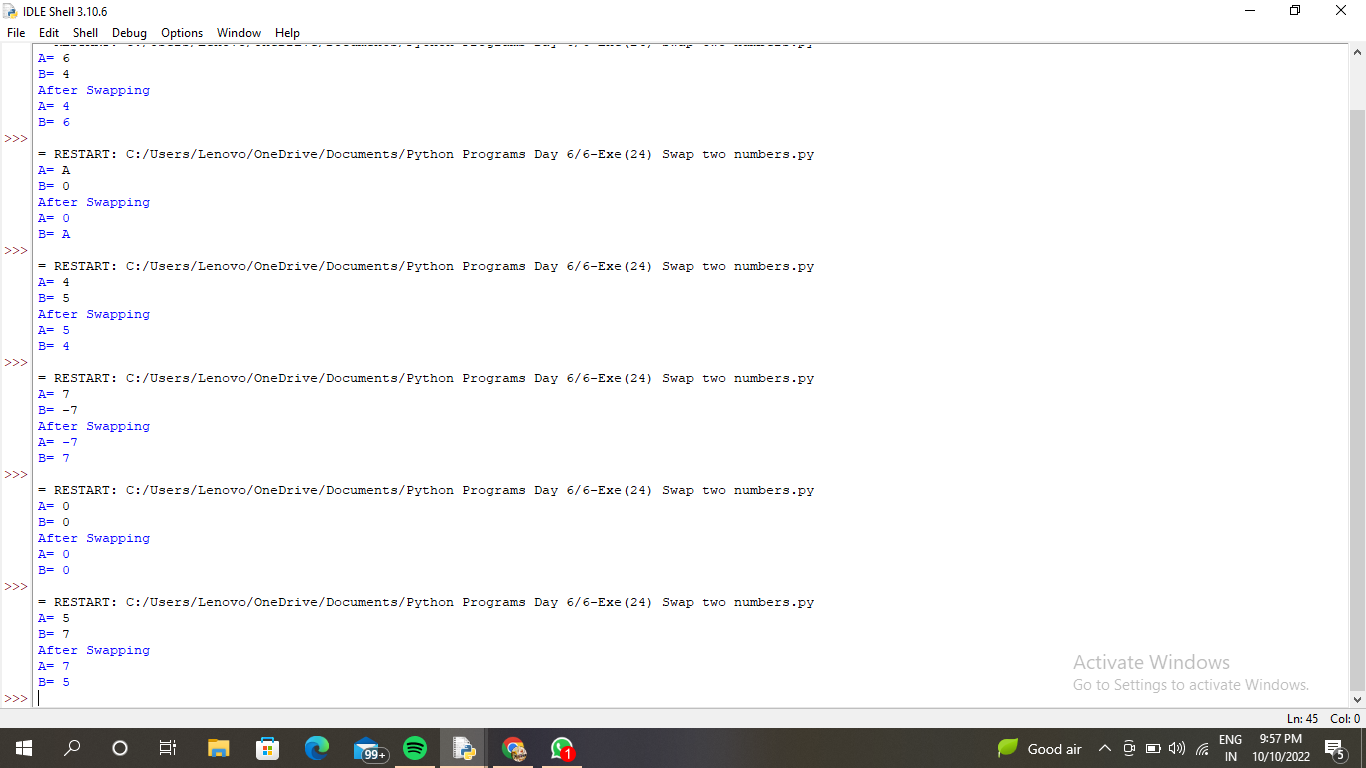 IDLE Shell 3.10.6
File Edit Shell Debug Options Window Help
A= 6
B= 4
After Swapping
A= 4
B= 6
>>>
= RESTART: C:/Users/Lenovo/OneDrive/Documents/Python Programs Day 6/6-Exe(24) Swap two numbers.py
A= A
B= 0
After Swapping
A= 0
B= A
>>>
= RESTART: C:/Users/Lenovo/OneDrive/Documents/Python Programs Day 6/6-Exe(24) Swap two numbers.py
A= 4
B= 5
After Swapping
A= 5
B= 4
>>>
= RESTART: C:/Users/Lenovo/OneDrive/Documents/Python Programs Day 6/6-Exe(24) Swap two numbers.py
A= 7
B= -7
After Swapping
A= -7
B= 7
>>>
= RESTART: C:/Users/Lenovo/OneDrive/Documents/Python Programs Day 6/6-Exe(24) Swap two numbers.py
A= 0
B= 0
After Swapping
A= 0
B= 0
>>>
= RESTART: C:/Users/Lenovo/OneDrive/Documents/Python Programs Day 6/6-Exe(24) Swap two numbers.py
A= 5
B= 7
After Swapping
A= 7
B= 5
>>>
Activate Windows
Go to Settings to activate Windows.
Ln: 45 Col: 0
99+
1
Good air
ENG
IN
9:57 PM
10/10/2022
5